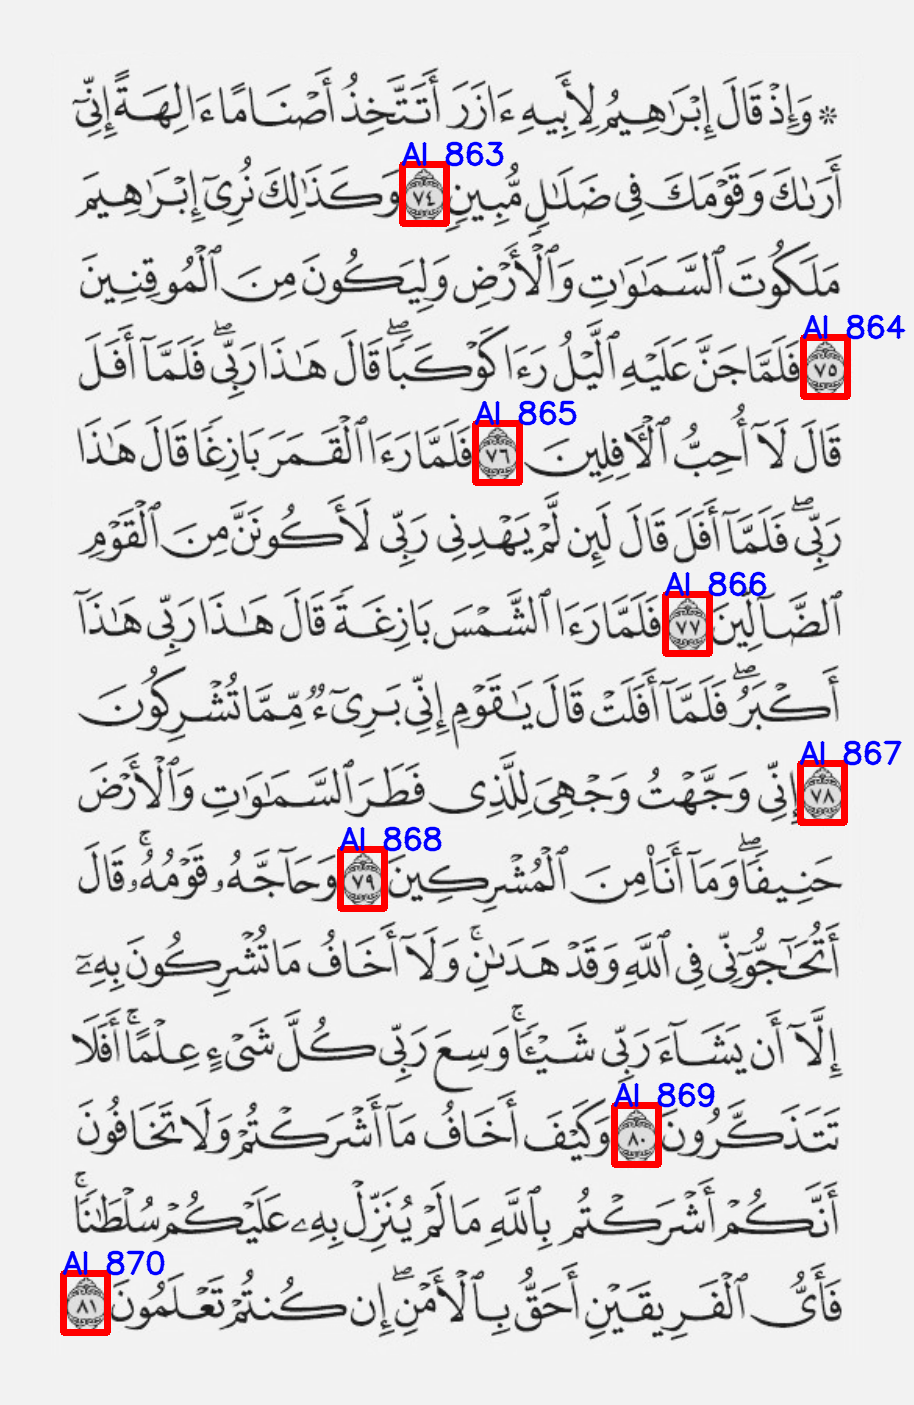 ۞ وَإِذْ قَالَ إِبْرَٰهِيمُ لِأَبِيهِ ءَازَرَ أَتَتَّخِذُ أَصْنَامًا ءَالِهَةً إِنِّىٓ
AI 863
أَرَىٰكَ وَقَوْمَكَ فِى ضَلَٰلٍ مُّبِينٍ ٧٤ وَكَذَٰلِكَ نُرِىٓ إِبْرَٰهِيمَ
مَلَكُوتَ ٱلسَّمَٰوَٰتِ وَٱلْأَرْضِ وَلِيَكُونَ مِنَ ٱلْمُوقِنِينَ
AI 864
٧٥ فَلَمَّا جَنَّ عَلَيْهِ ٱلَّيْلُ رَءَا كَوْكَبًا ۖ قَالَ هَٰذَا رَبِّى ۖ فَلَمَّآ أَفَلَ
AI 865
قَالَ لَآ أُحِبُّ ٱلْءَافِلِينَ ٧٦ فَلَمَّا رَءَا ٱلْقَمَرَ بَازِغًا قَالَ هَٰذَا
رَبِّى ۖ فَلَمَّآ أَفَلَ قَالَ لَئِن لَّمْ يَهْدِنِى رَبِّى لَأَكُونَنَّ مِنَ ٱلْقَوْمِ
AI 866
ٱلضَّآلِّينَ ٧٧ فَلَمَّا رَءَا ٱلشَّمْسَ بَازِغَةً قَالَ هَٰذَا رَبِّى هَٰذَآ
أَكْبَرُ ۖ فَلَمَّآ أَفَلَتْ قَالَ يَٰقَوْمِ إِنِّى بَرِىٓءٌ مِّمَّا تُشْرِكُونَ
AI 867
٧٨ إِنِّى وَجَّهْتُ وَجْهِىَ لِلَّذِى فَطَرَ ٱلسَّمَٰوَٰتِ وَٱلْأَرْضَ
AI 868
حَنِيفًا ۖ وَمَآ أَنَا۠ مِنَ ٱلْمُشْرِكِينَ ٧٩ وَحَآجَّهُۥ قَوْمُهُۥ ۚ قَالَ
أَتُحَٰٓجُّوٓنِّى فِى ٱللَّهِ وَقَدْ هَدَىٰنِ ۚ وَلَآ أَخَافُ مَا تُشْرِكُونَ بِهِۦٓ
إِلَّآ أَن يَشَآءَ رَبِّى شَيْـًٔا ۗ وَسِعَ رَبِّى كُلَّ شَىْءٍ عِلْمًا ۗ أَفَلَا
AI 869
تَتَذَكَّرُونَ ٨٠ وَكَيْفَ أَخَافُ مَآ أَشْرَكْتُمْ وَلَا تَخَافُونَ
أَنَّكُمْ أَشْرَكْتُم بِٱللَّهِ مَا لَمْ يُنَزِّلْ بِهِۦ عَلَيْكُمْ سُلْطَٰنًا ۚ
AI 870
فَأَىُّ ٱلْفَرِيقَيْنِ أَحَقُّ بِٱلْأَمْنِ ۖ إِن كُنتُمْ تَعْلَمُونَ ٨١